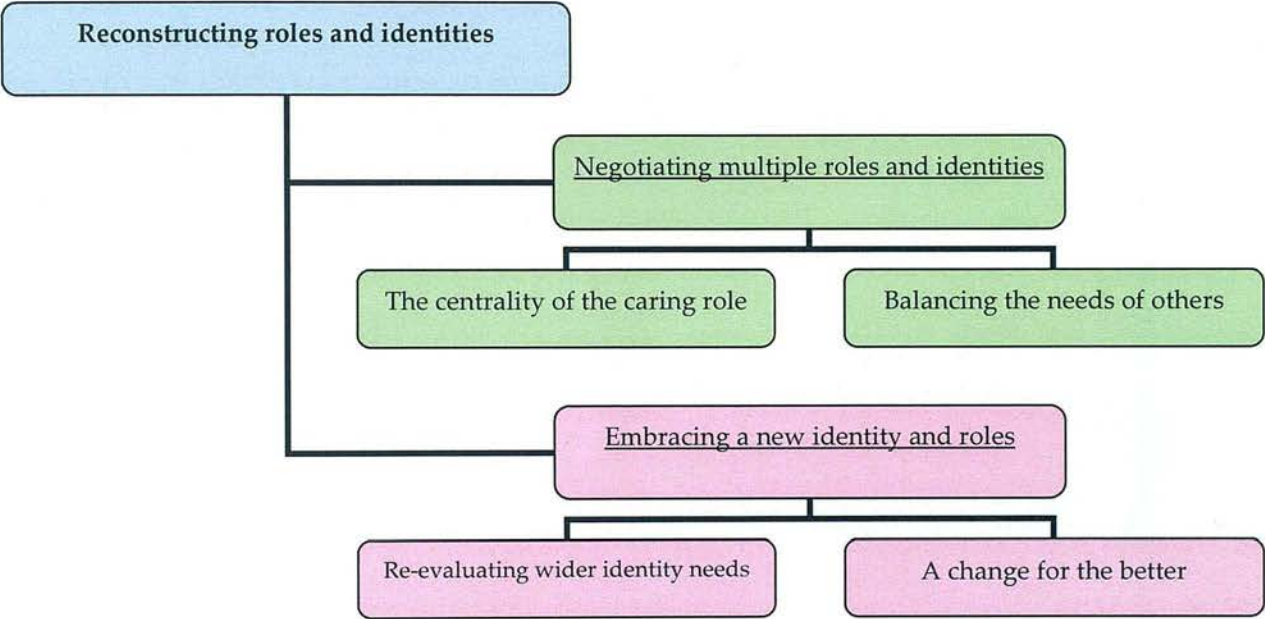 Reconstructing roles and identities
Negotiating multiple roles and identities
The centrality of the caring role
Balancing the needs of others
Embracing a new identity and roles
Re-evaluating wider identity needs
A change for the better